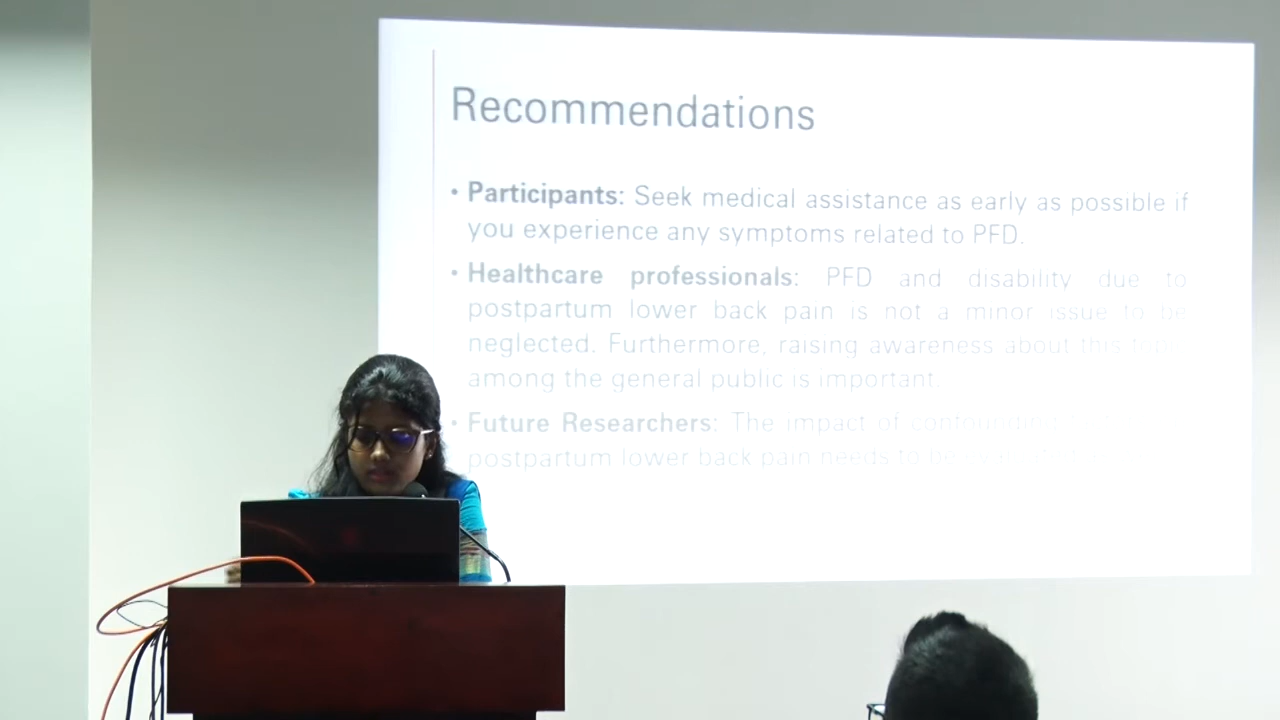 Recommendations
• Participants: Seek medical assistance as early as possible if
you experience any symptoms related to PFD.
• Healthcare professionals: PFD and disability due to
postpartum lower back pain is not a minor issue to be
neglected. Furthermore, raising awareness about this
among the general public is important.
• Future Researchers: The impact of confounding
postpartum lower back pain needs to be